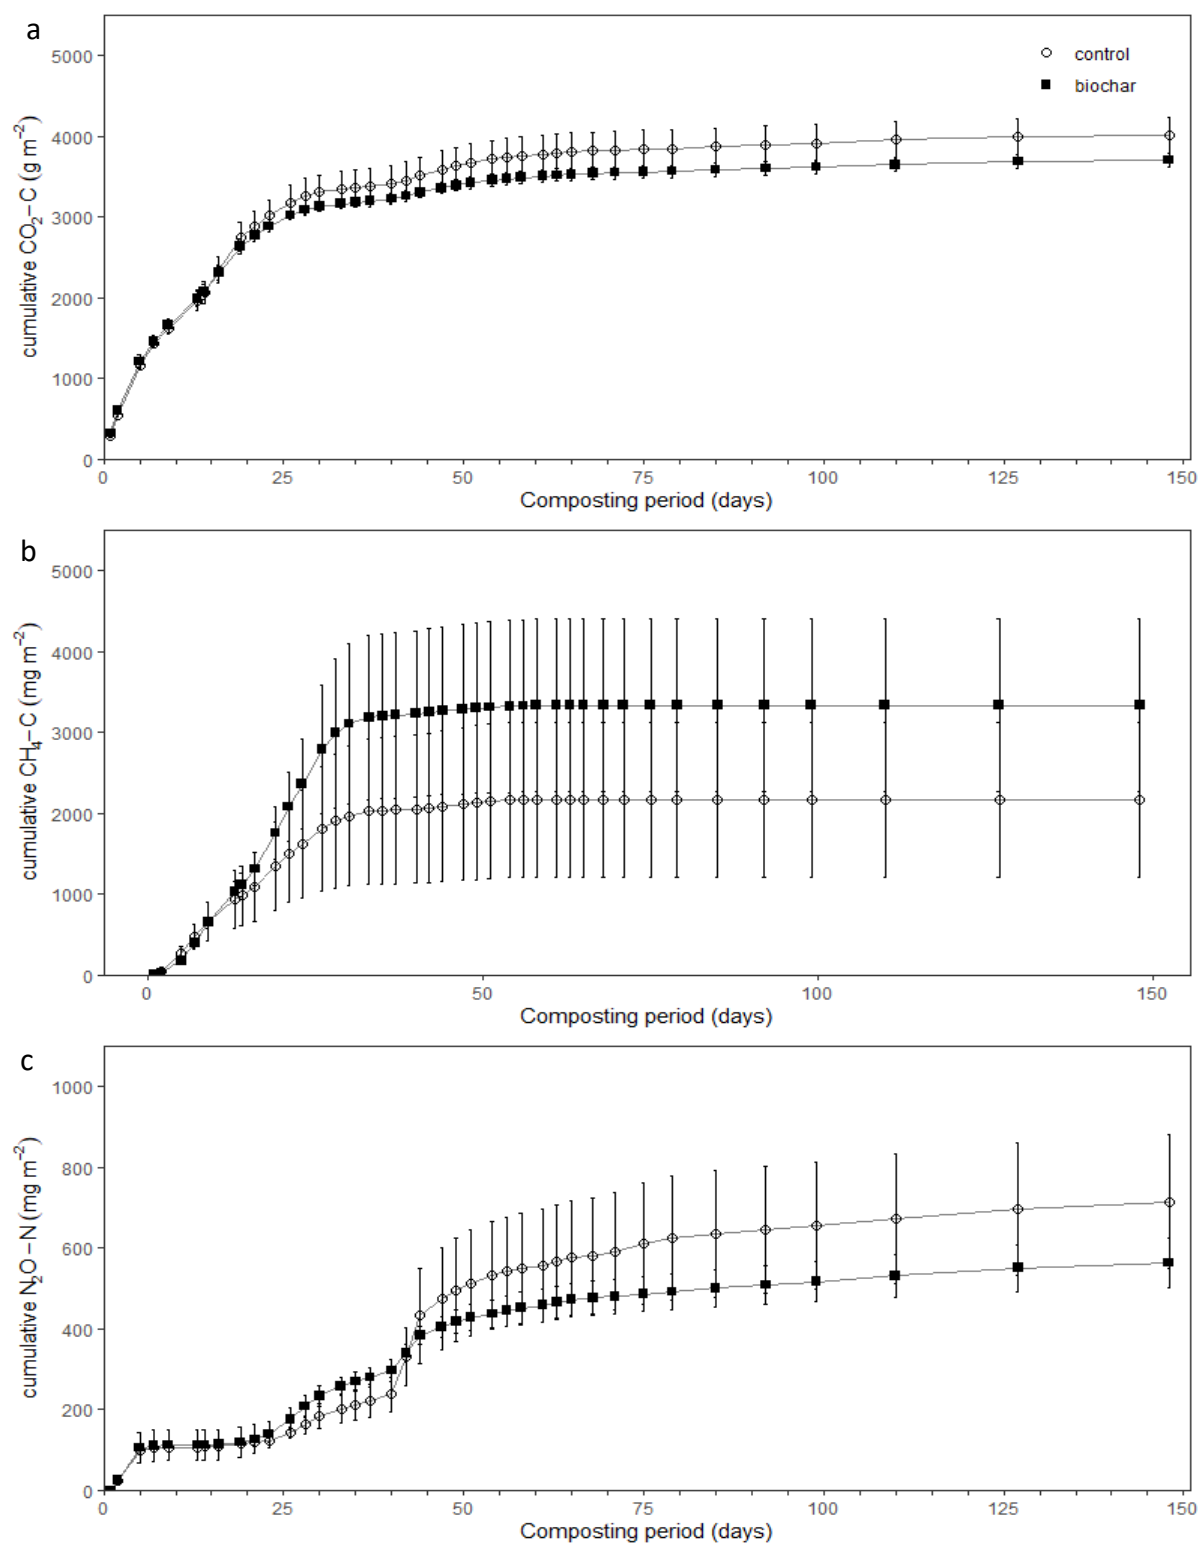 a
control
biochar
cumulative CO2−C (g m−2)
5000
4000
3000
2000
1000
0
0 25 50 75 100 125 150
Composting period (days)
b
cumulative CH4−C (mg m−2)
5000
4000
3000
2000
1000
0
0 50 100 150
Composting period (days)
c
cumulative N2O−N (mg m−2)
1000
800
600
400
200
0
0 25 50 75 100 125 150
Composting period (days)